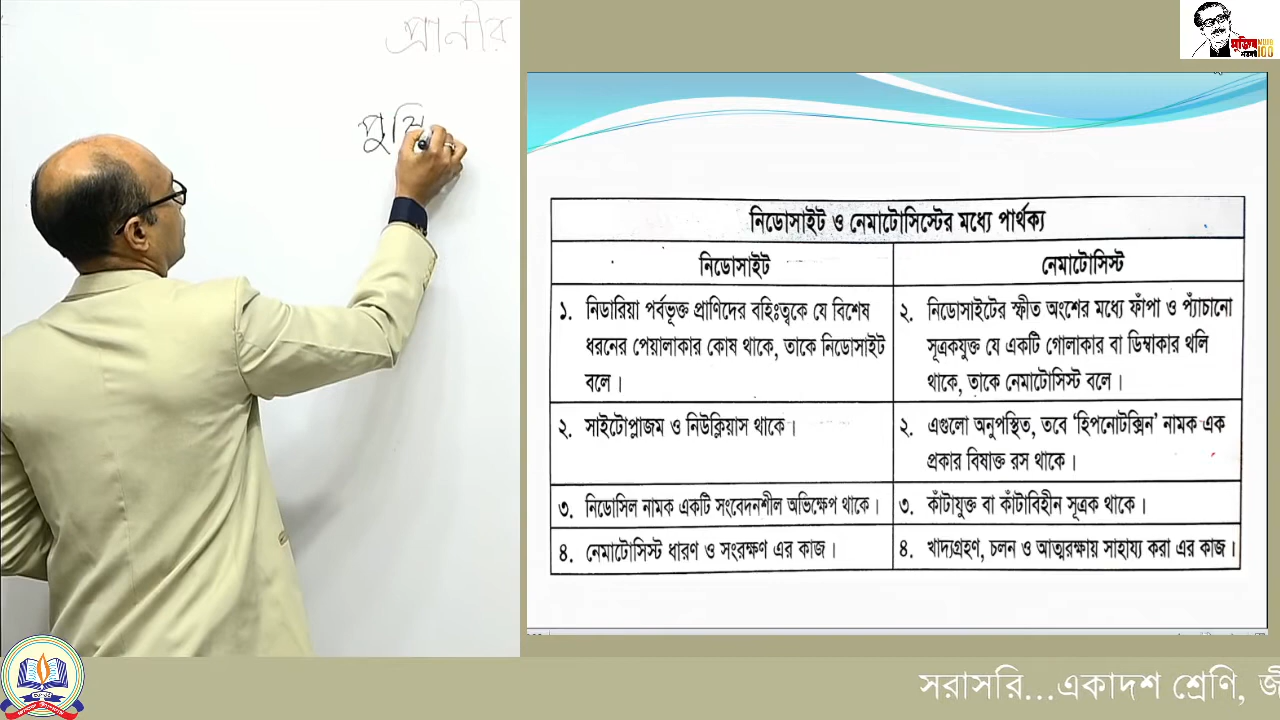 প্রাণীর
নিডোসাইট ও নেমাটোসিস্টের মধ্যে পার্থক্য
নিডোসাইট
নেমাটোসিস্ট
১. নিডারিয়া পর্বভূক্ত প্রাণিদের বহিঃত্বকে যে বিশেষ
ধরনের পেয়ালাকার কোষ থাকে, তাকে নিডোসাইট
বলে।
২. নিডোসাইটের স্ফীত অংশের মধ্যে ফাঁপা ও প্যাঁচানো
সূত্রকযুক্ত যে একটি গোলাকার বা ডিম্বাকার থলি
থাকে, তাকে নেমাটোসিস্ট বলে।
২. সাইটোপ্লাজম ও নিউক্লিয়াস থাকে।
২. এগুলো অনুপস্থিত, তবে ‘হিপনোটক্সিন’ নামক এক
প্রকার বিষাক্ত রস থাকে।
৩. নিডোসিল নামক একটি সংবেদনশীল অভিক্ষেপ থাকে।
৩. কাঁটাযুক্ত বা কাঁটাবিহীন সূত্রক থাকে।
৪. নেমাটোসিস্ট ধারণ ও সংরক্ষণ এর কাজ।
৪. খাদ্যগ্রহণ, চলন ও আত্মরক্ষায় সাহায্য করা এর কাজ।
সরাসরি...একাদশ শ্রেণি, জী